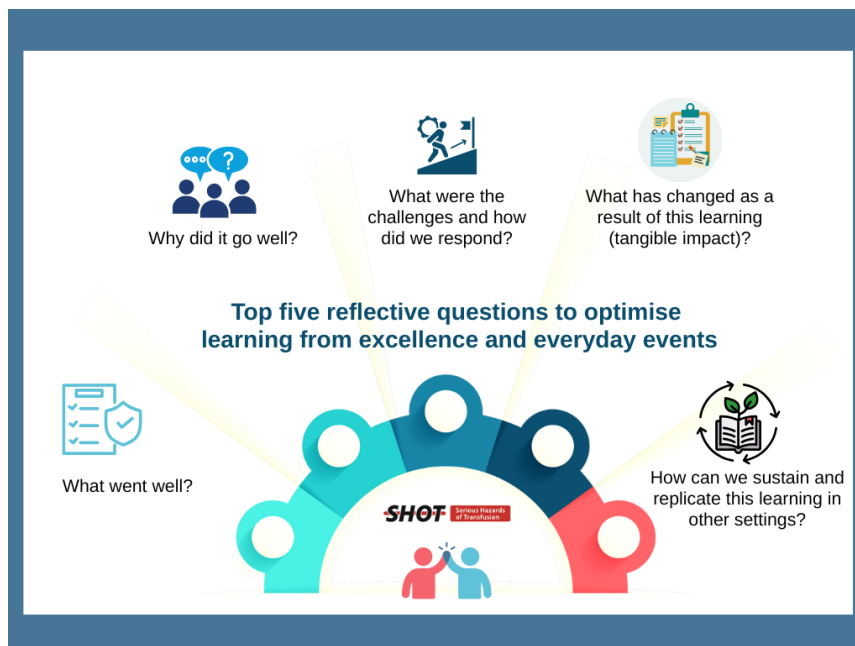 Top five reflective questions to optimise
learning from excellence and everyday events
What went well?
Why did it go well?
What were the
challenges and how
did we respond?
What has changed as a
result of this learning
(tangible impact)?
How can we sustain and
replicate this learning in
other settings?
SHOT
Serious Hazards
of Transfusion
?